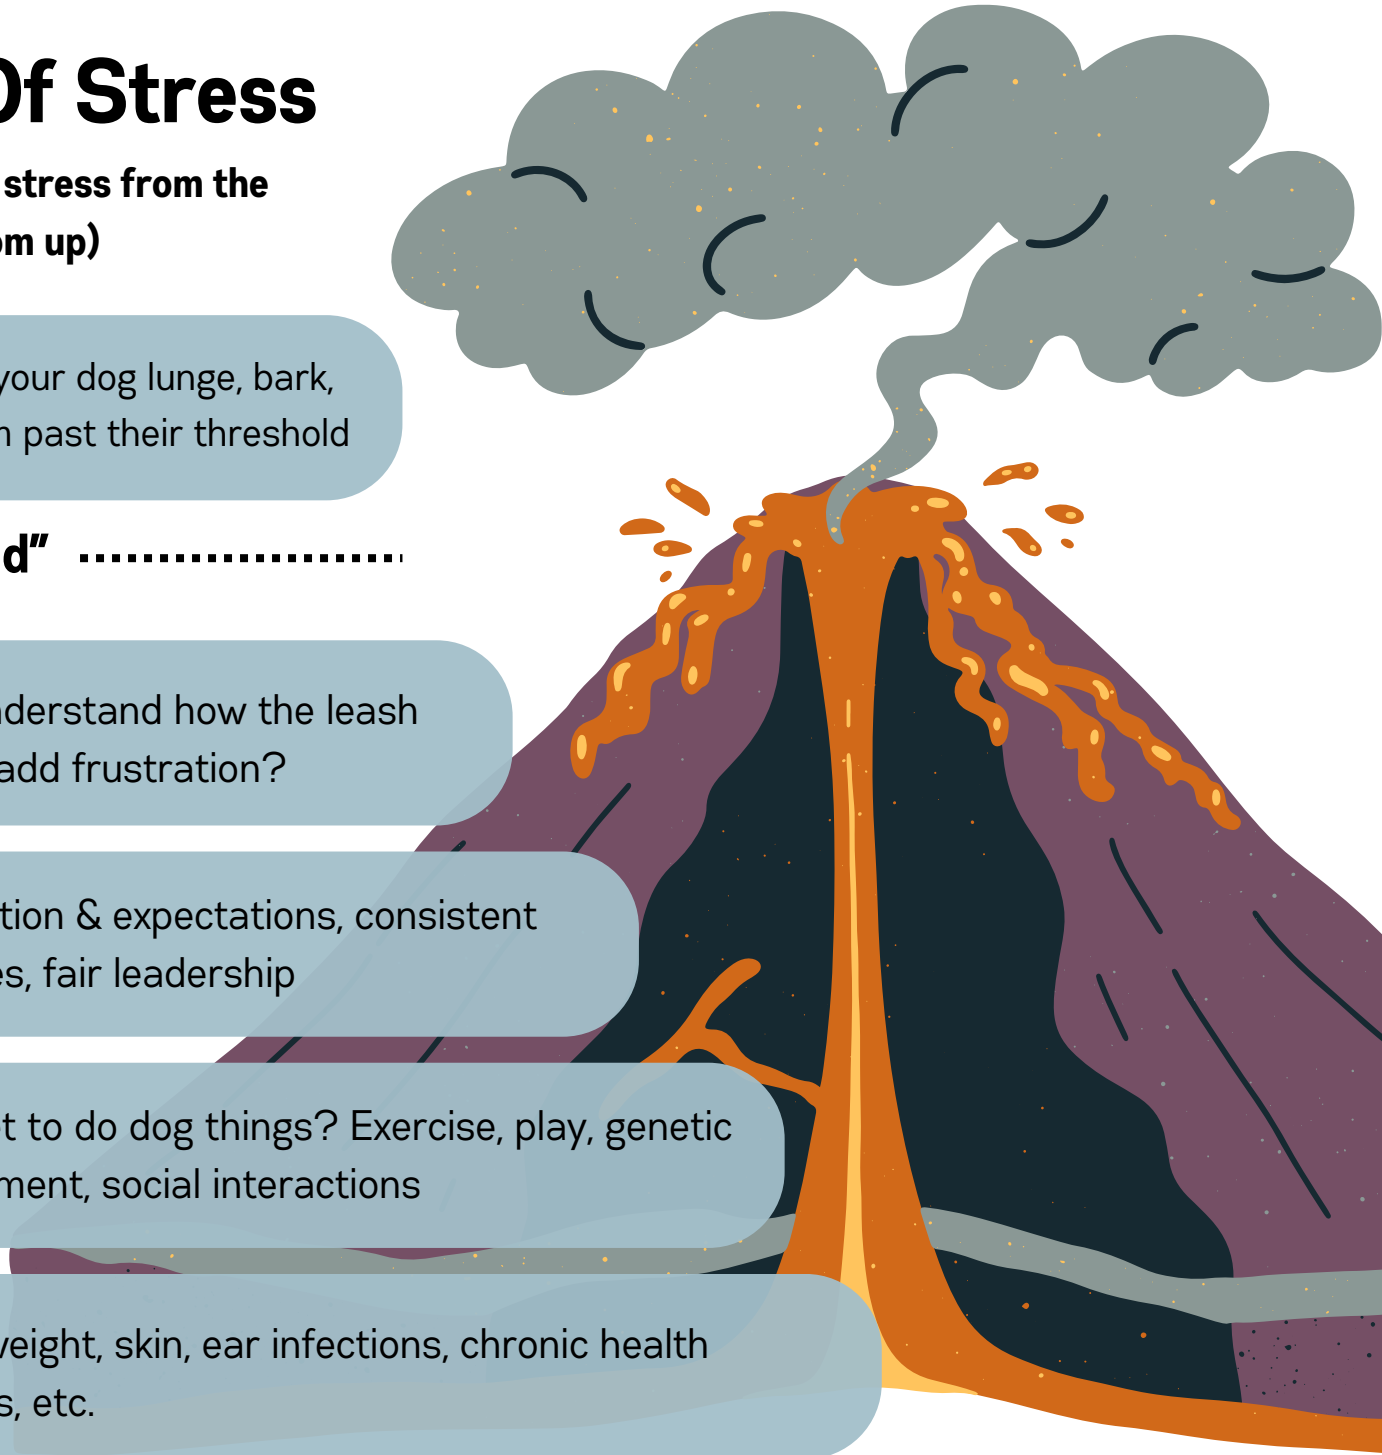 Of Stress
stress from the
om up)
your dog lunge, bark,
n past their threshold
d"
nderstand how the leash
add frustration?
tion & expectations, consistent
es, fair leadership
et to do dog things? Exercise, play, genetic
ment, social interactions
weight, skin, ear infections, chronic health
s, etc.